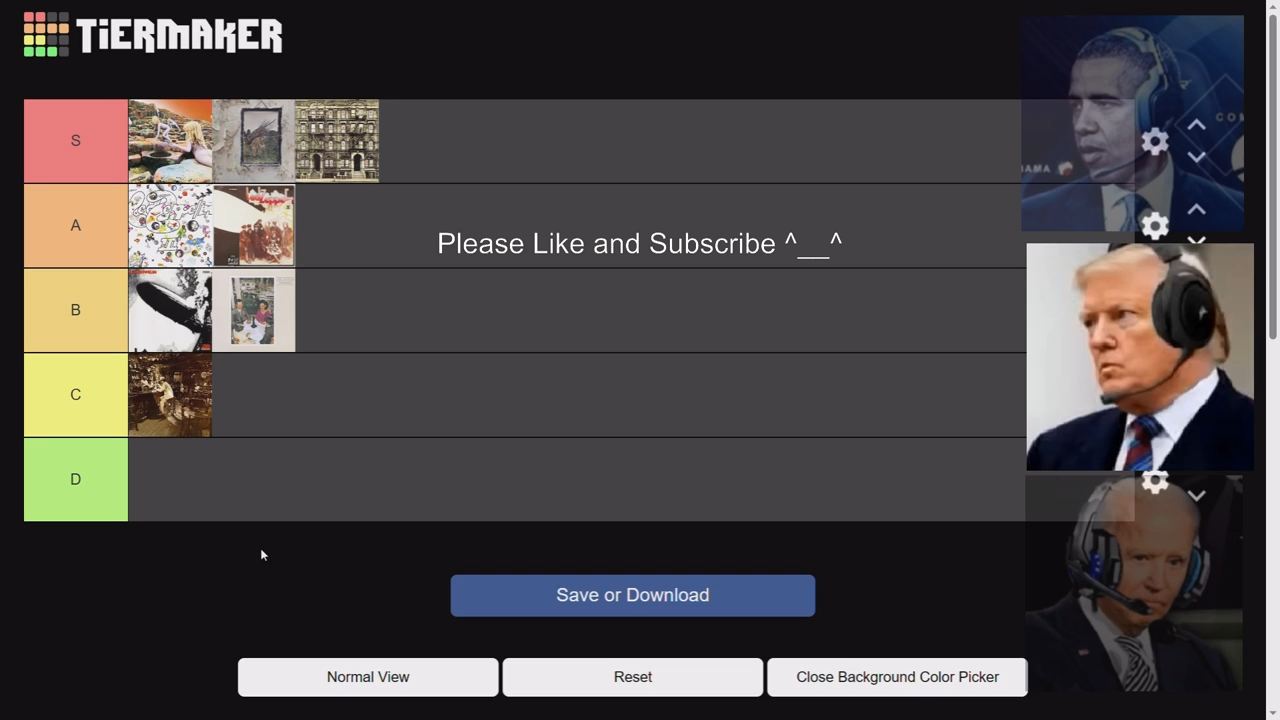 TiERMAKER
S
A
B
C
D
Please Like and Subscribe ^__^
Save or Download
Normal View
Reset
Close Background Color Picker